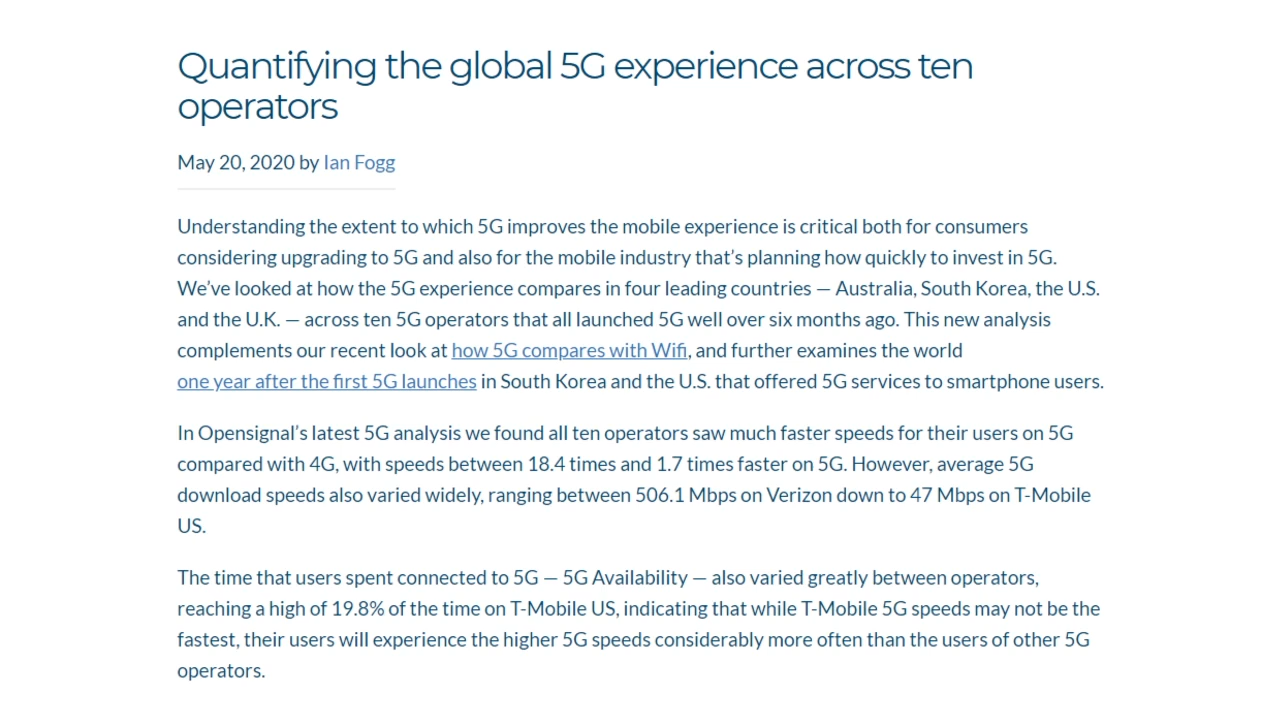 Quantifying the global 5G experience across ten
operators
May 20, 2020 by Ian Fogg
Understanding the extent to which 5G improves the mobile experience is critical both for consumers
considering upgrading to 5G and also for the mobile industry that’s planning how quickly to invest in 5G.
We’ve looked at how the 5G experience compares in four leading countries — Australia, South Korea, the U.S.
and the U.K. — across ten 5G operators that all launched 5G well over six months ago. This new analysis
complements our recent look at how 5G compares with Wifi, and further examines the world
one year after the first 5G launches in South Korea and the U.S. that offered 5G services to smartphone users.
In Opensignal’s latest 5G analysis we found all ten operators saw much faster speeds for their users on 5G
compared with 4G, with speeds between 18.4 times and 1.7 times faster on 5G. However, average 5G
download speeds also varied widely, ranging between 506.1 Mbps on Verizon down to 47 Mbps on T-Mobile
US.
The time that users spent connected to 5G — 5G Availability — also varied greatly between operators,
reaching a high of 19.8% of the time on T-Mobile US, indicating that while T-Mobile 5G speeds may not be the
fastest, their users will experience the higher 5G speeds considerably more often than the users of other 5G
operators.